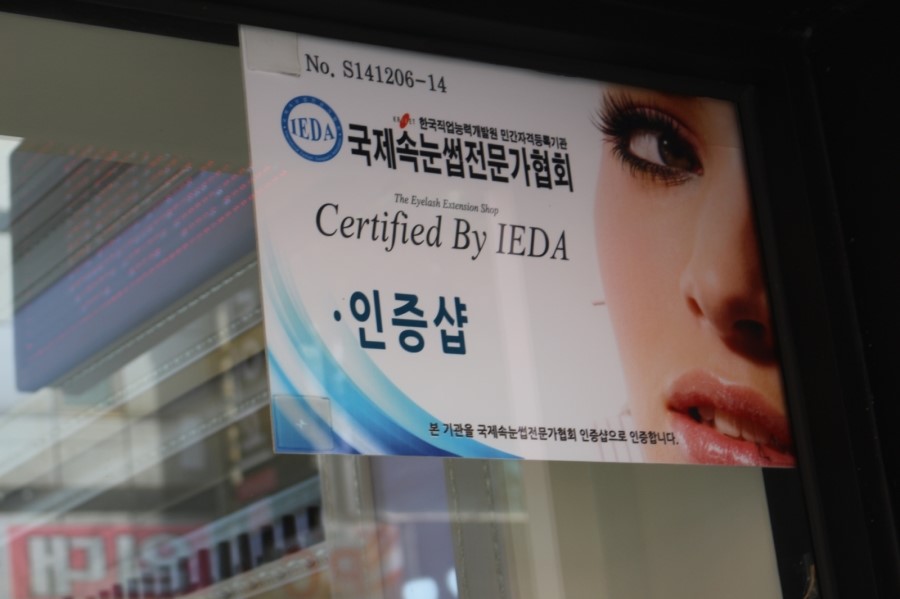 No. S141206-14
IEDA
한국직업능력개발원 민간자격등록기관
국제속눈썹전문가협회
The Eyelash Extension Shop
Certified By IEDA
·인증샵
본 기관을 국제속눈썹전문가협회 인증샵으로 인증합니다.